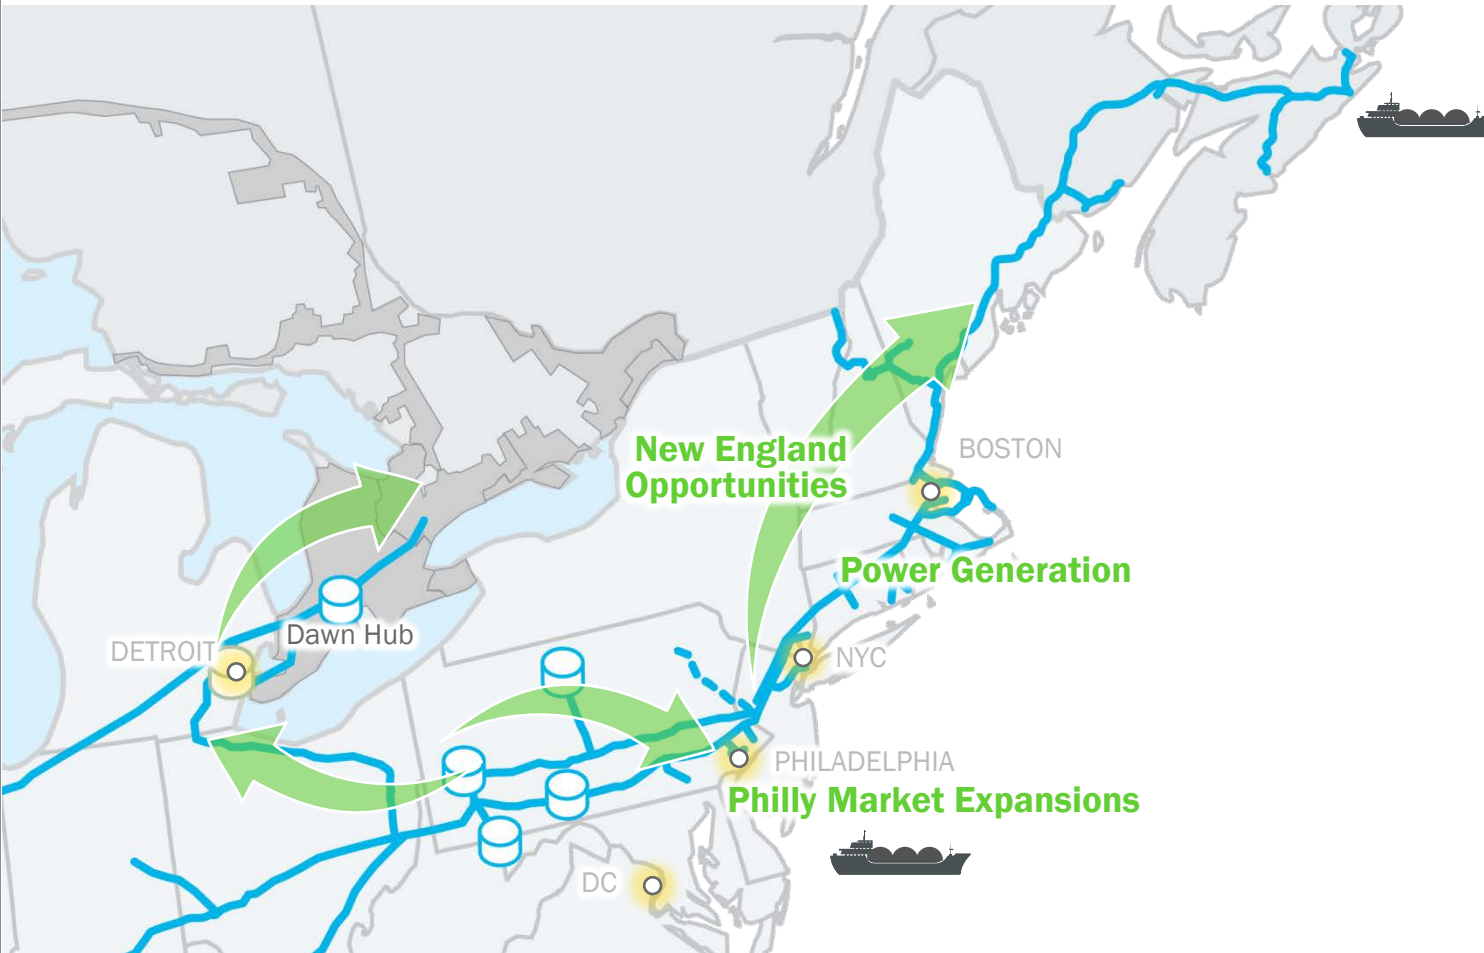 New England
Opportunities
BOSTON
Power Generation
Dawn Hub
DETROIT
NYC
PHILADELPHIA
Philly Market Expansions
DC